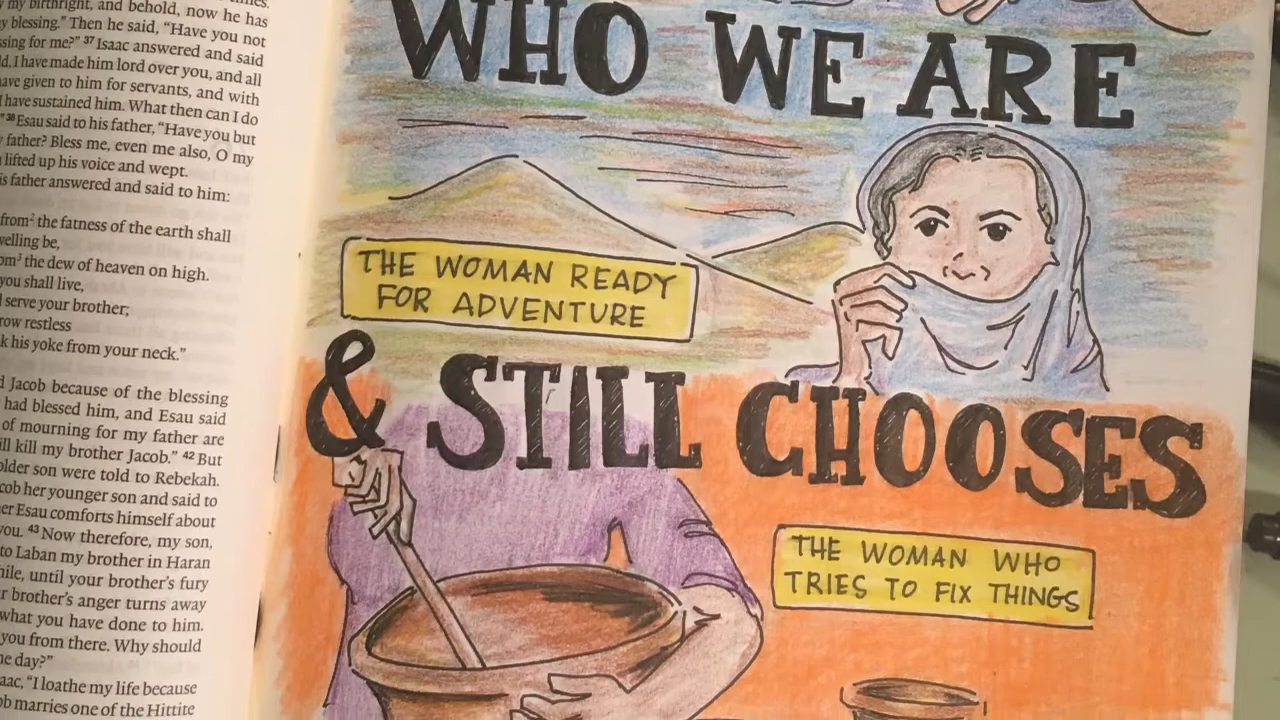 my birthright, and behold, now he has
blessing." Then he said, "Have you not
ssing for me?" 37 Isaac answered and said
d, I have made him lord over you, and all
ave given to him for servants, and with
I have sustained him. What then can I do
" 38 Esau said to his father, "Have you but
father? Bless me, even me also, O my
lifted up his voice and wept.
is father answered and said to him:
from2 the fatness of the earth shall
welling be,
om3 the dew of heaven on high.
you shall live,
serve your brother;
row restless
k his yoke from your neck."
d Jacob because of the blessing
had blessed him, and Esau said
of mourning for my father are
ill kill my brother Jacob." 42 But
older son were told to Rebekah.
cob her younger son and said to
er Esau comforts himself about
you. 43 Now therefore, my son,
to Laban my brother in Haran
hile, until your brother's fury
r brother's anger turns away
what you have done to him.
you from there. Why should
ne day?"
aac, "I loathe my life because
ob marries one of the Hittite
WHO WE ARE
THE WOMAN READY
FOR ADVENTURE
& STILL CHOOSES
THE WOMAN WHO
TRIES TO FIX THINGS